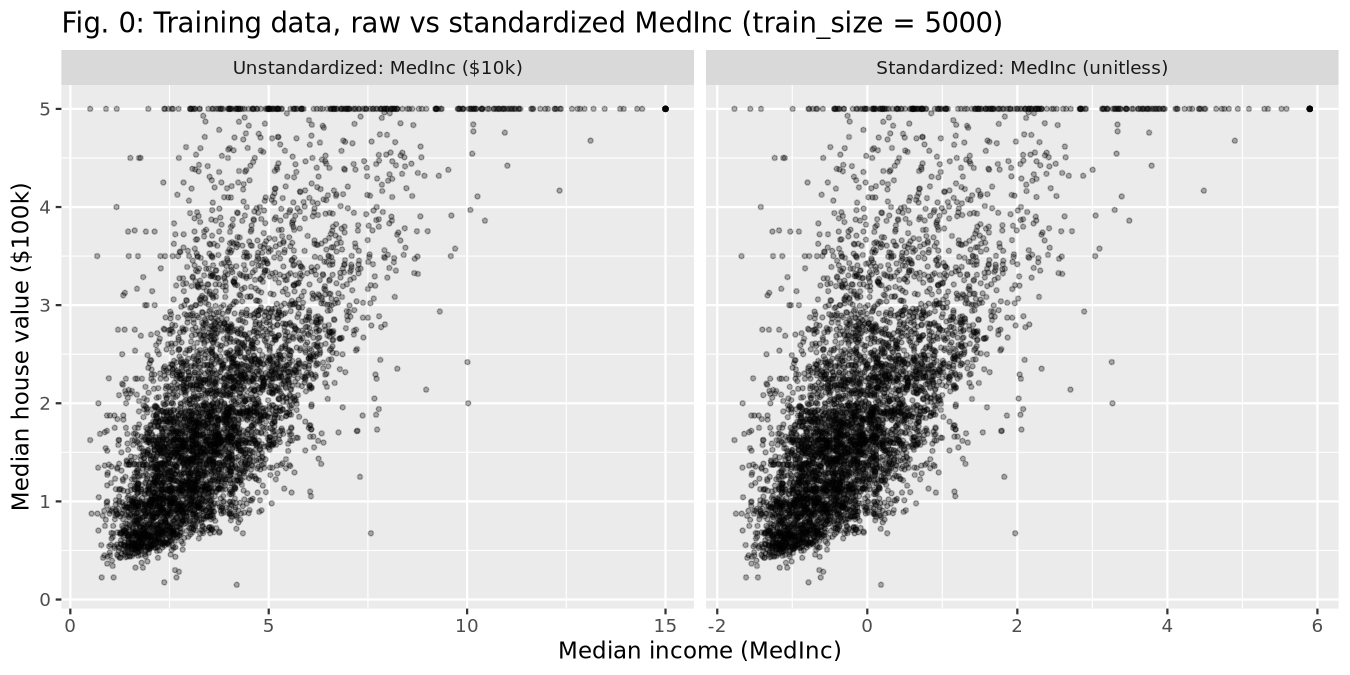 Fig. 0: Training data, raw vs standardized MedInc (train_size = 5000)
Unstandardized: MedInc ($10k)
Standardized: MedInc (unitless)
Median house value ($100k)
5
4
3
2
1
0
0 5 10 15
-2 0 2 4 6
Median income (MedInc)